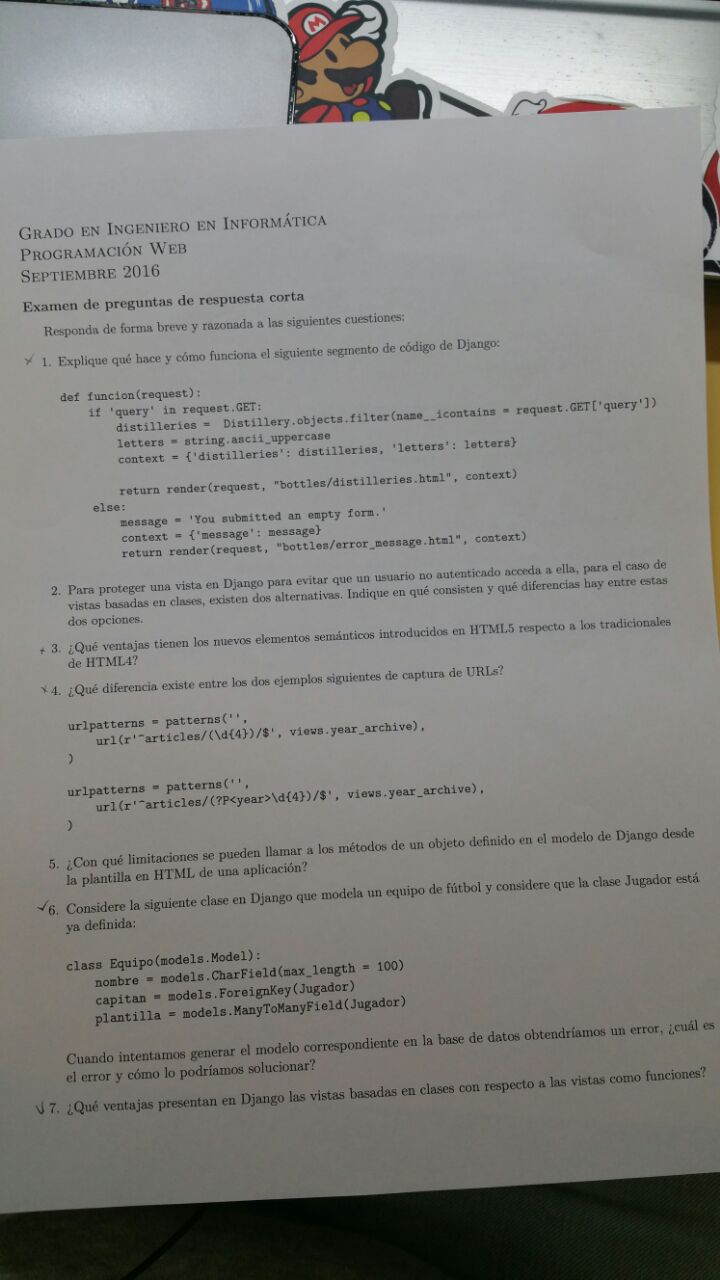 M
Grado en Ingeniero en Informática
Programación Web
Septiembre 2016
Examen de preguntas de respuesta corta
Responda de forma breve y razonada a las siguientes cuestiones:
1. Explique qué hace y cómo funciona el siguiente segmento de código de Django:
def funcion(request):
    if 'query' in request.GET:
        distilleries =  Distillery.objects.filter(name__icontains = request.GET['query'])
        letters = string.ascii_uppercase
        context = {'distilleries': distilleries, 'letters': letters}
        return render(request, "bottles/distilleries.html", context)
    else:
        message = 'You submitted an empty form.'
        context = {'message': message}
        return render(request, "bottles/error_message.html", context)
2. Para proteger una vista en Django para evitar que un usuario no autenticado acceda a ella, para el caso de
vistas basadas en clases, existen dos alternativas. Indique en qué consisten y qué diferencias hay entre estas
dos opciones.
3. ¿Qué ventajas tienen los nuevos elementos semánticos introducidos en HTML5 respecto a los tradicionales
de HTML4?
4. ¿Qué diferencia existe entre los dos ejemplos siguientes de captura de URLs?
urlpatterns = patterns('',
    url(r'^articles/(\d{4})/$', views.year_archive),
)
urlpatterns = patterns('',
    url(r'^articles/(?P<year>\d{4})/$', views.year_archive),
)
5. ¿Con qué limitaciones se pueden llamar a los métodos de un objeto definido en el modelo de Django desde
la plantilla en HTML de una aplicación?
6. Considere la siguiente clase en Django que modela un equipo de fútbol y considere que la clase Jugador está
ya definida:
class Equipo(models.Model):
    nombre = models.CharField(max_length = 100)
    capitan = models.ForeignKey(Jugador)
    plantilla = models.ManyToManyField(Jugador)
Cuando intentamos generar el modelo correspondiente en la base de datos obtendríamos un error, ¿cuál es
el error y cómo lo podríamos solucionar?
7. ¿Qué ventajas presentan en Django las vistas basadas en clases con respecto a las vistas como funciones?